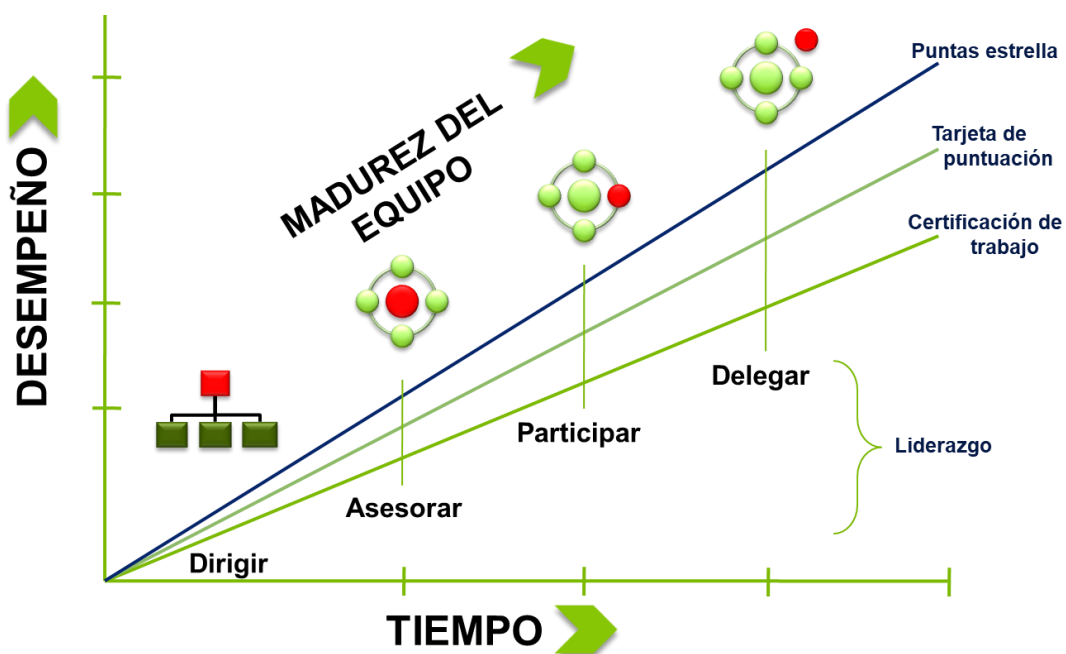 Puntas estrella
MADUREZ DEL
EQUIPO
Tarjeta de
puntuación
Certificación de
trabajo
DESEMPEÑO
Delegar
Participar
Liderazgo
Asesorar
Dirigir
TIEMPO